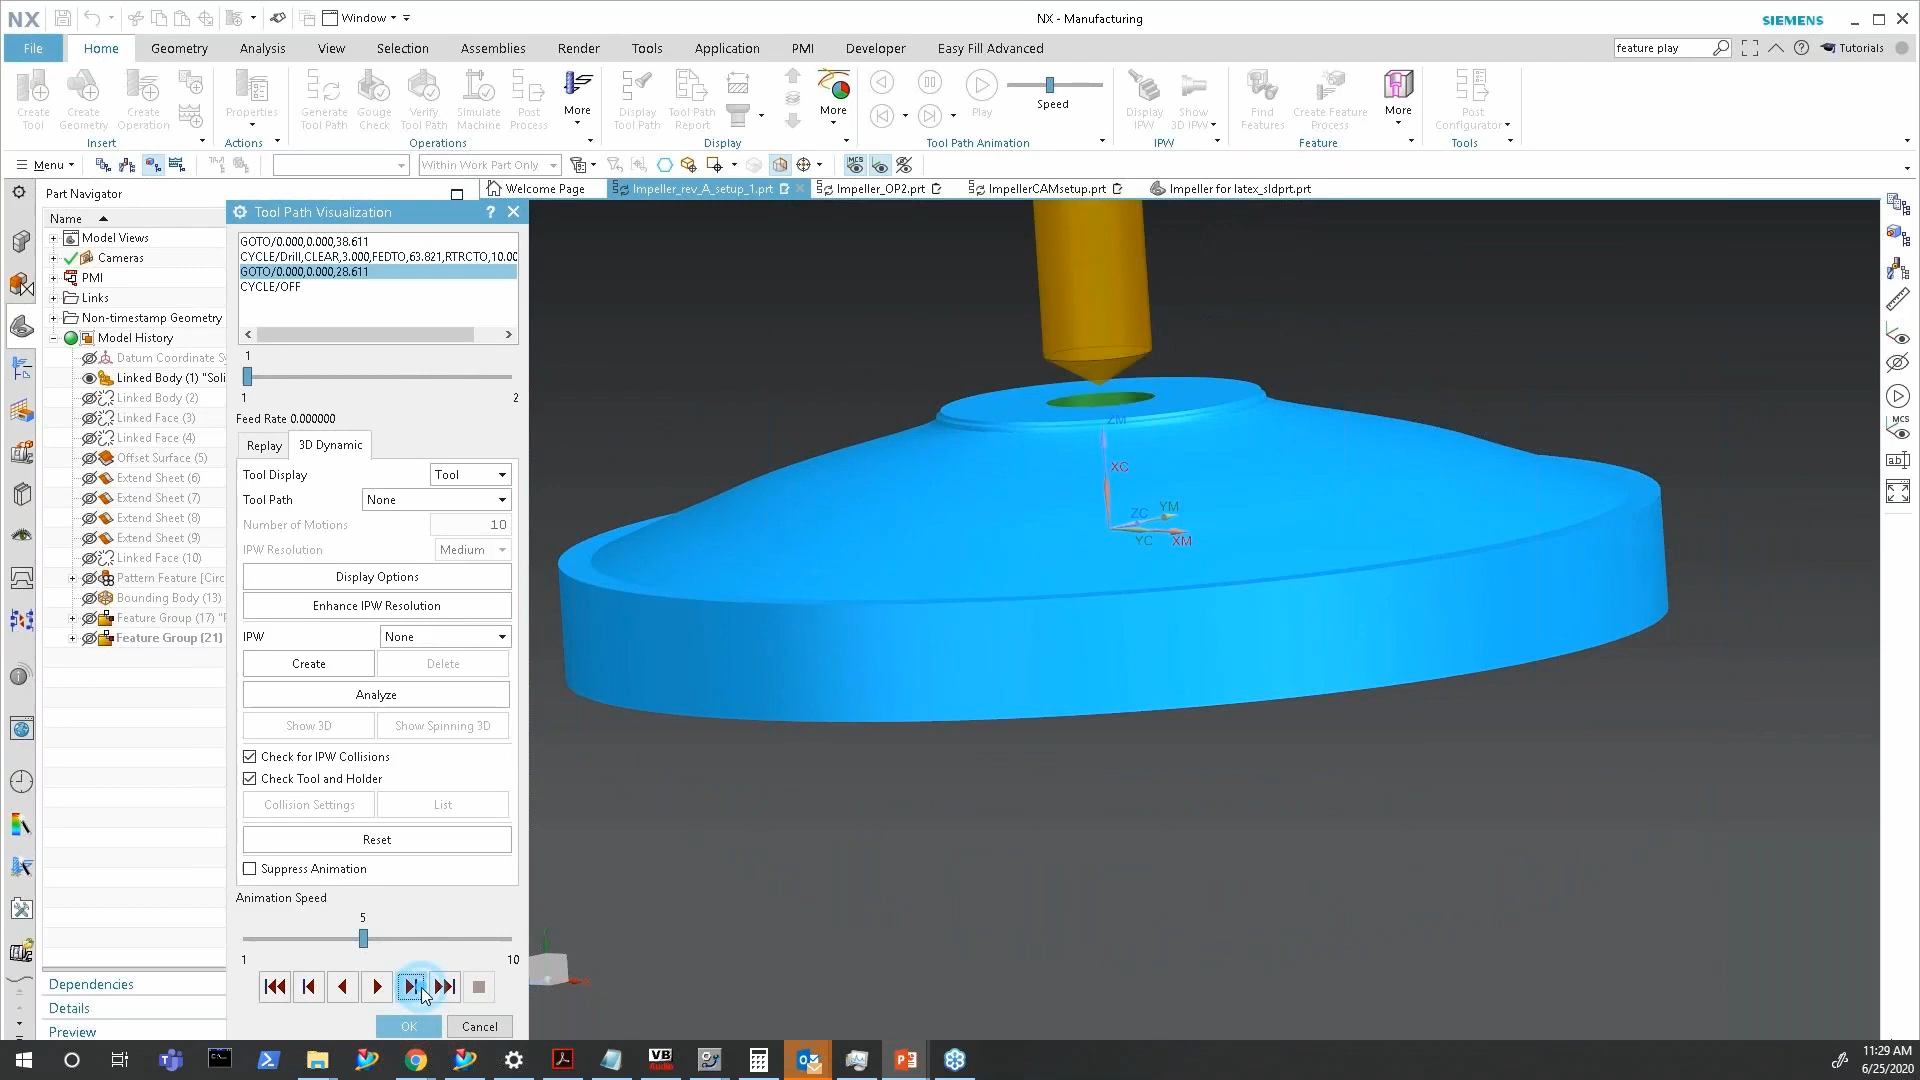 NX
Window
NX - Manufacturing
SIEMENS
File
Home
Geometry
Analysis
View
Selection
Assemblies
Render
Tools
Application
PMI
Developer
Easy Fill Advanced
feature play
Tutorials
Create Tool
Create Geometry
Create Operation
Properties
Generate Tool Path
Gouge Check
Verify Tool Path
Simulate Machine
Post Process
More
Display Tool Path
Tool Path Report
More
Play
Speed
Display IPW
Show 3D IPW
Find Features
Create Feature Process
More
Post Configurator
Insert
Actions
Operations
Display
Tool Path Animation
IPW
Feature
Tools
Menu
Within Work Part Only
MCS
Part Navigator
Welcome Page
Impeller_rev_A_setup_1.prt
Impeller_OP2.prt
ImpellerCAMsetup.prt
Impeller for latex_sldprt.prt
Name
Model Views
Cameras
PMI
Links
Non-timestamp Geometry
Model History
Datum Coordinate S
Linked Body (1) "Soli
Linked Body (2)
Linked Face (3)
Linked Face (4)
Offset Surface (5)
Extend Sheet (6)
Extend Sheet (7)
Extend Sheet (8)
Extend Sheet (9)
Linked Face (10)
Pattern Feature [Circ
Bounding Body (13)
Feature Group (17) "F
Feature Group (21)
Dependencies
Details
Preview
Tool Path Visualization
GOTO/0.000,0.000,38.611
CYCLE/Drill,CLEAR,3.000,FEDTO,63.821,RTRCTO,10.00
GOTO/0.000,0.000,28.611
CYCLE/OFF
1
1
2
Feed Rate 0.000000
Replay
3D Dynamic
Tool Display
Tool
Tool Path
None
Number of Motions
10
IPW Resolution
Medium
Display Options
Enhance IPW Resolution
IPW
None
Create
Delete
Analyze
Show 3D
Show Spinning 3D
Check for IPW Collisions
Check Tool and Holder
Collision Settings
List
Reset
Suppress Animation
Animation Speed
5
1
10
OK
Cancel
ZM
XC
ZC
YM
YC
XM
MCS
ab
VB
11:29 AM
6/25/2020